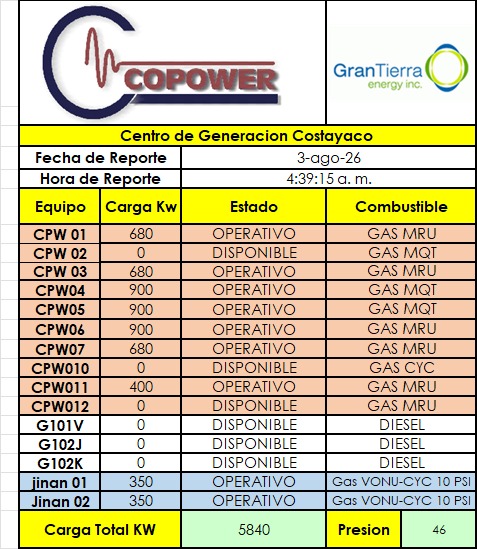 COPOWER
GranTierra
energy inc.
Centro de Generacion Costayaco
Fecha de Reporte 3-ago-26
Hora de Reporte 4:39:15 a. m.
Equipo Carga Kw Estado Combustible
CPW 01 680 OPERATIVO GAS MRU
CPW 02 0 DISPONIBLE GAS MQT
CPW 03 680 OPERATIVO GAS MRU
CPW04 900 OPERATIVO GAS MQT
CPW05 900 OPERATIVO GAS MQT
CPW06 900 OPERATIVO GAS MRU
CPW07 680 OPERATIVO GAS MRU
CPW010 0 DISPONIBLE GAS CYC
CPW011 400 OPERATIVO GAS MRU
CPW012 0 DISPONIBLE GAS MRU
G101V 0 DISPONIBLE DIESEL
G102J 0 DISPONIBLE DIESEL
G102K 0 DISPONIBLE DIESEL
jinan 01 350 OPERATIVO Gas VONU-CYC 10 PSI
Jinan 02 350 OPERATIVO Gas VONU-CYC 10 PSI
Carga Total KW 5840 Presion 46